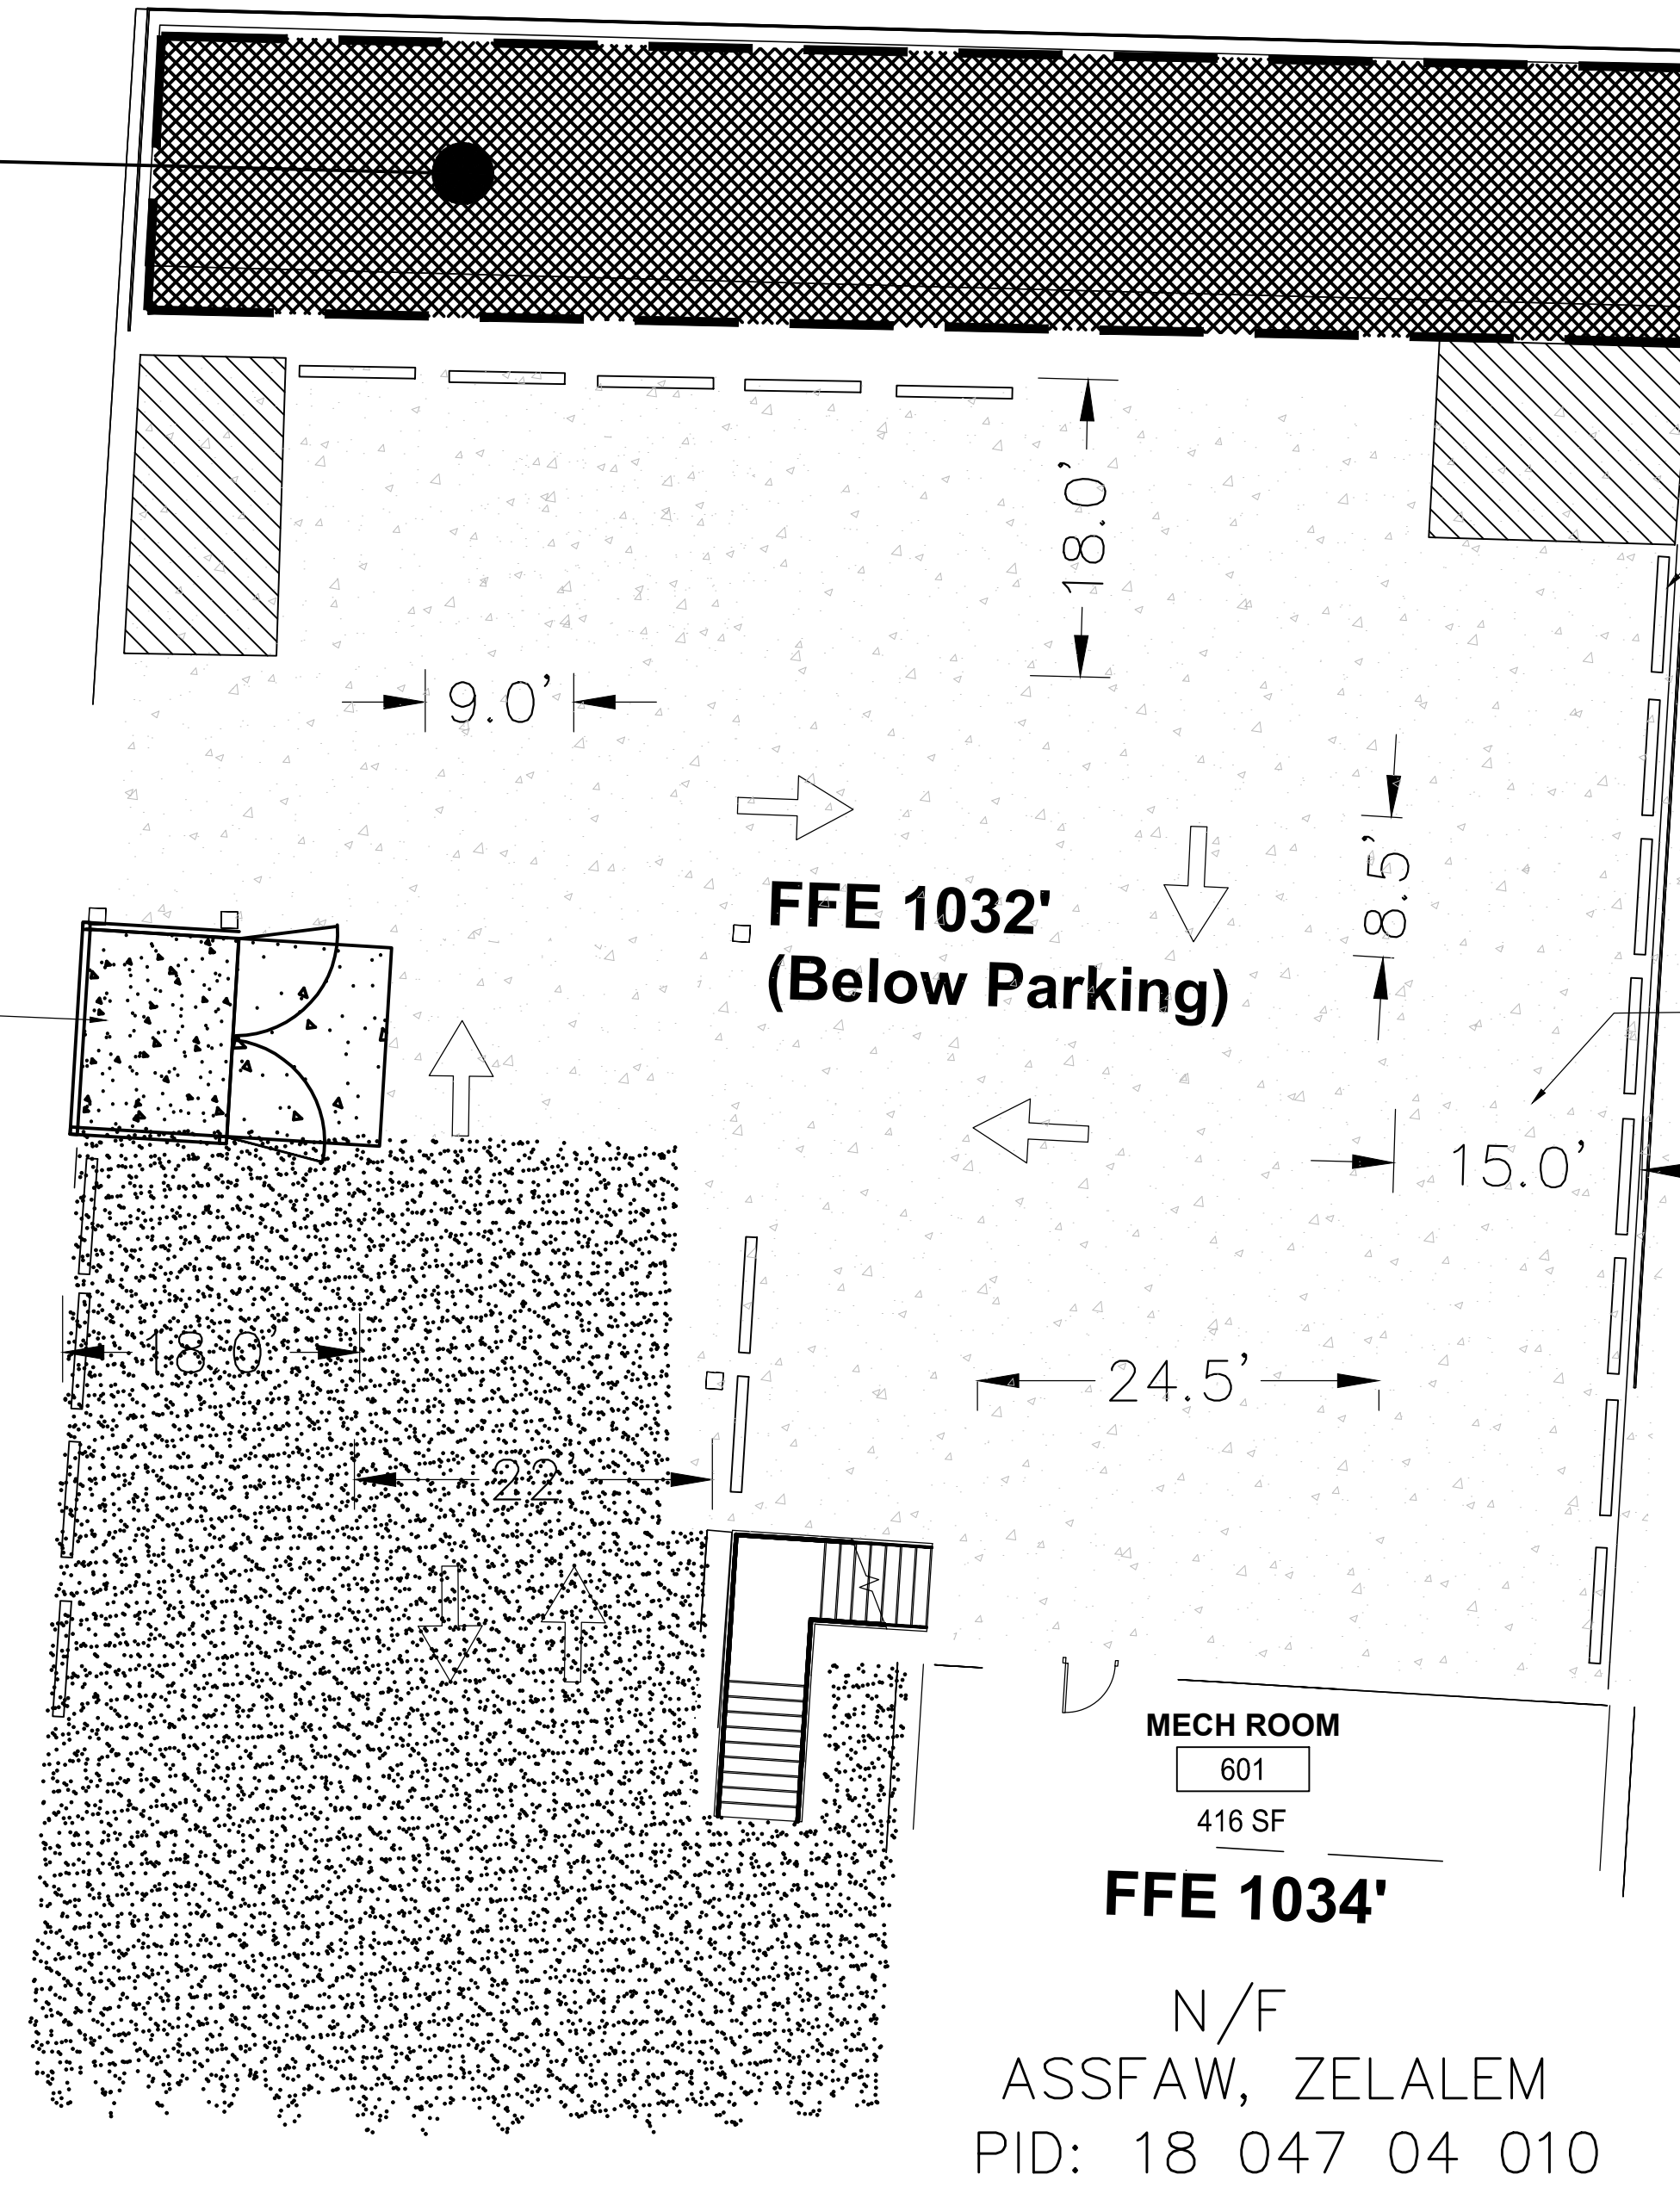 18.0'
9.0'
FFE 1032'
(Below Parking)
8.5'
15.0'
18.0'
24.5'
22'
MECH ROOM
601
416 SF
FFE 1034'
N/F
ASSFAW, ZELALEM
PID: 18 047 04 010